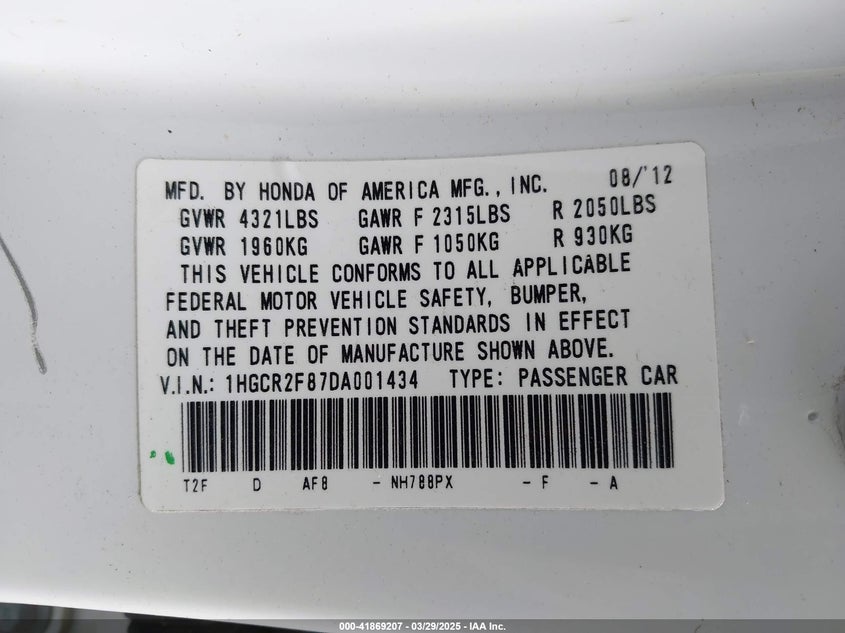 MFD. BY HONDA OF AMERICA MFG., INC. 08/'12
GVWR 4321LBS GAWR F 2315LBS R 2050LBS
GVWR 1960KG GAWR F 1050KG R 930KG
THIS VEHICLE CONFORMS TO ALL APPLICABLE
FEDERAL MOTOR VEHICLE SAFETY, BUMPER,
AND THEFT PREVENTION STANDARDS IN EFFECT
ON THE DATE OF MANUFACTURE SHOWN ABOVE.
V.I.N.: 1HGCR2F87DA001434 TYPE: PASSENGER CAR
T2F D AF8 - NH788PX - F - A
000-41869207 - 03/29/2025 - IAA Inc.